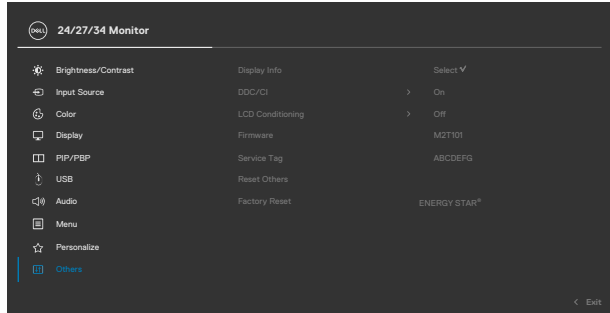 DELL 24/27/34 Monitor
Brightness/Contrast Display Info Select
Input Source DDC/CI > On
Color LCD Conditioning > Off
Display Firmware M2T101
PIP/PBP Service Tag ABCDEFG
USB Reset Others
Audio Factory Reset ENERGY STAR®
Menu
Personalize
Others
< Exit